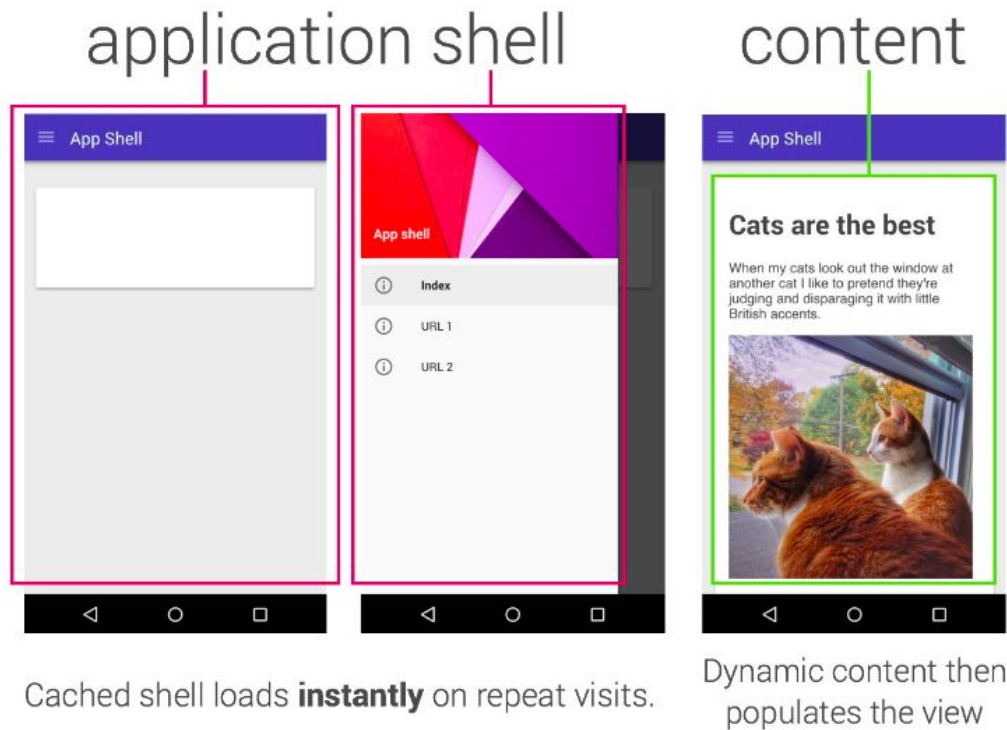 application shell
content
App Shell
App shell
Index
URL 1
URL 2
App Shell
Cats are the best
When my cats look out the window at
another cat I like to pretend they're
judging and disparaging it with little
British accents.
Cached shell loads instantly on repeat visits.
Dynamic content then
populates the view